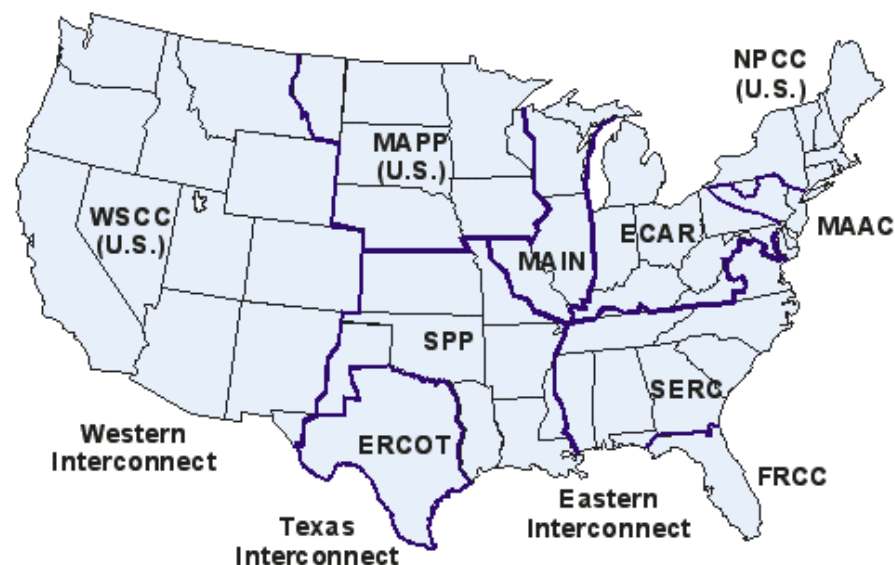 NPCC
(U.S.)
MAPP
(U.S.)
WSCC
(U.S.)
MAAC
ECAR
MAIN
SPP
SERC
ERCOT
FRCC
Western
Interconnect
Texas
Interconnect
Eastern
Interconnect